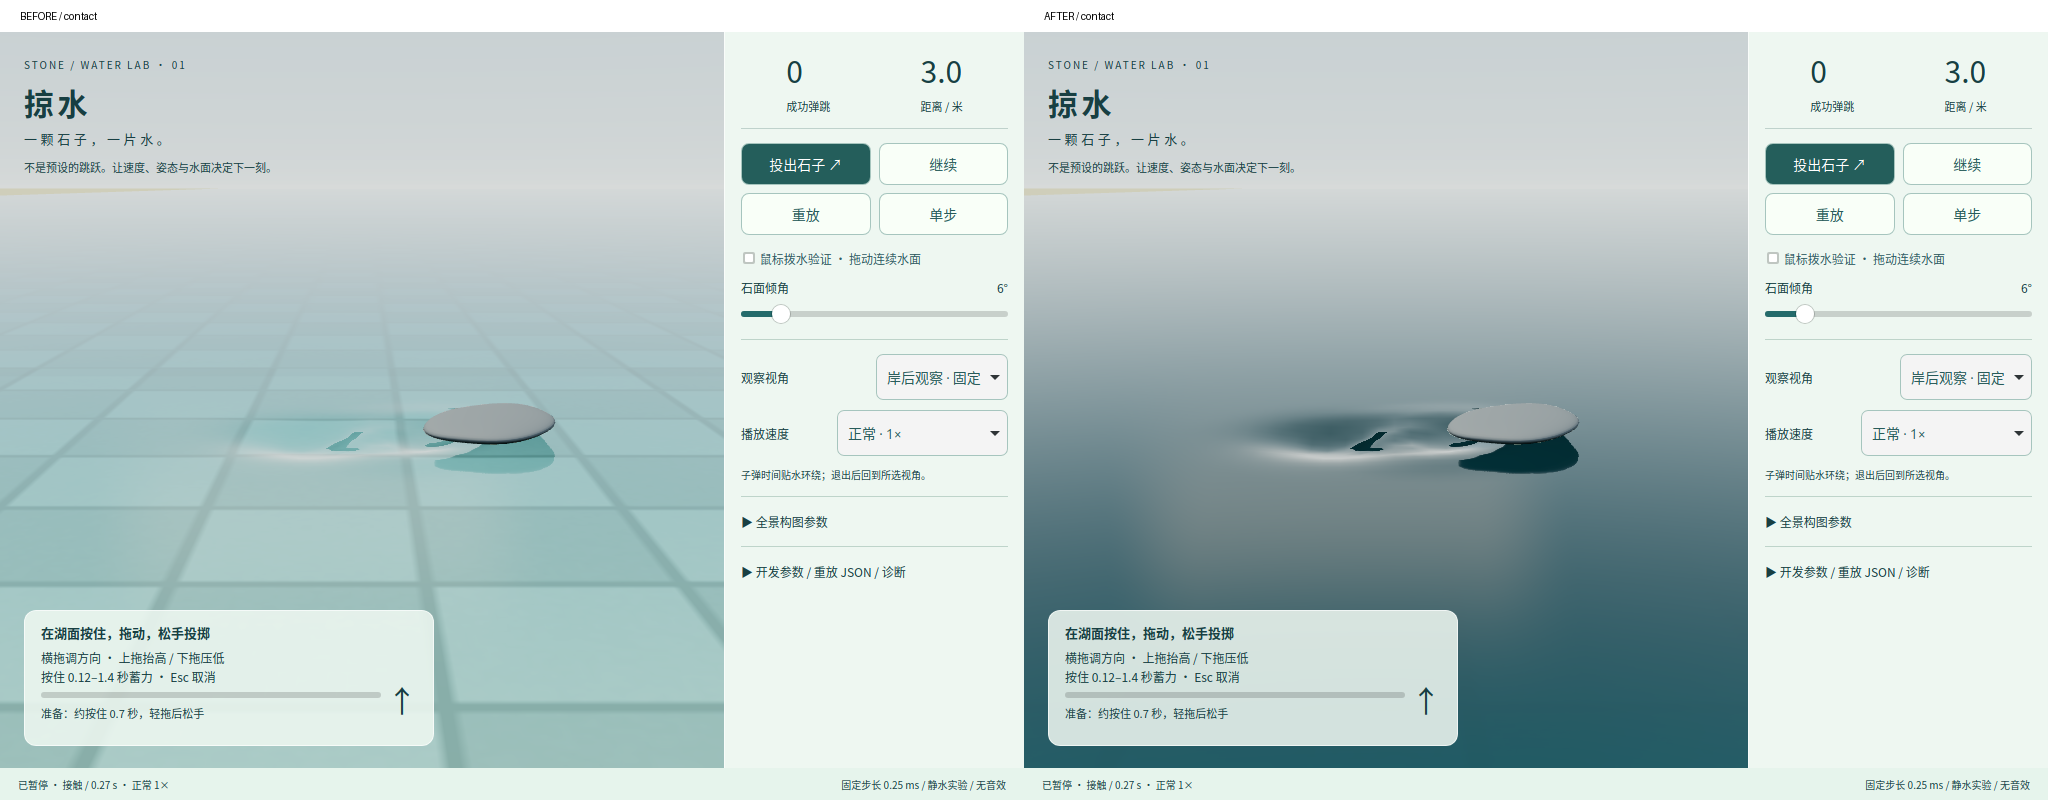 BEFORE / contact
STONE / WATER LAB · 01
掠水
一颗石子，一片水。
不是预设的跳跃。让速度、姿态与水面决定下一刻。
在湖面按住，拖动，松手投掷
横拖调方向 · 上拖抬高 / 下拖压低
按住 0.12–1.4 秒蓄力 · Esc 取消
↑
准备：约按住 0.7 秒，轻拖后松手
0 3.0
成功弹跳 距离 / 米
投出石子 ↗ 继续
重放 单步
鼠标拨水验证 · 拖动连续水面
石面倾角 6°
观察视角 岸后观察 · 固定
播放速度 正常 · 1×
子弹时间贴水环绕；退出后回到所选视角。
▶ 全景构图参数
▶ 开发参数 / 重放 JSON / 诊断
已暂停 · 接触 / 0.27 s · 正常 1× 固定步长 0.25 ms / 静水实验 / 无音效
AFTER / contact
STONE / WATER LAB · 01
掠水
一颗石子，一片水。
不是预设的跳跃。让速度、姿态与水面决定下一刻。
在湖面按住，拖动，松手投掷
横拖调方向 · 上拖抬高 / 下拖压低
按住 0.12–1.4 秒蓄力 · Esc 取消
↑
准备：约按住 0.7 秒，轻拖后松手
0 3.0
成功弹跳 距离 / 米
投出石子 ↗ 继续
重放 单步
鼠标拨水验证 · 拖动连续水面
石面倾角 6°
观察视角 岸后观察 · 固定
播放速度 正常 · 1×
子弹时间贴水环绕；退出后回到所选视角。
▶ 全景构图参数
▶ 开发参数 / 重放 JSON / 诊断
已暂停 · 接触 / 0.27 s · 正常 1× 固定步长 0.25 ms / 静水实验 / 无音效